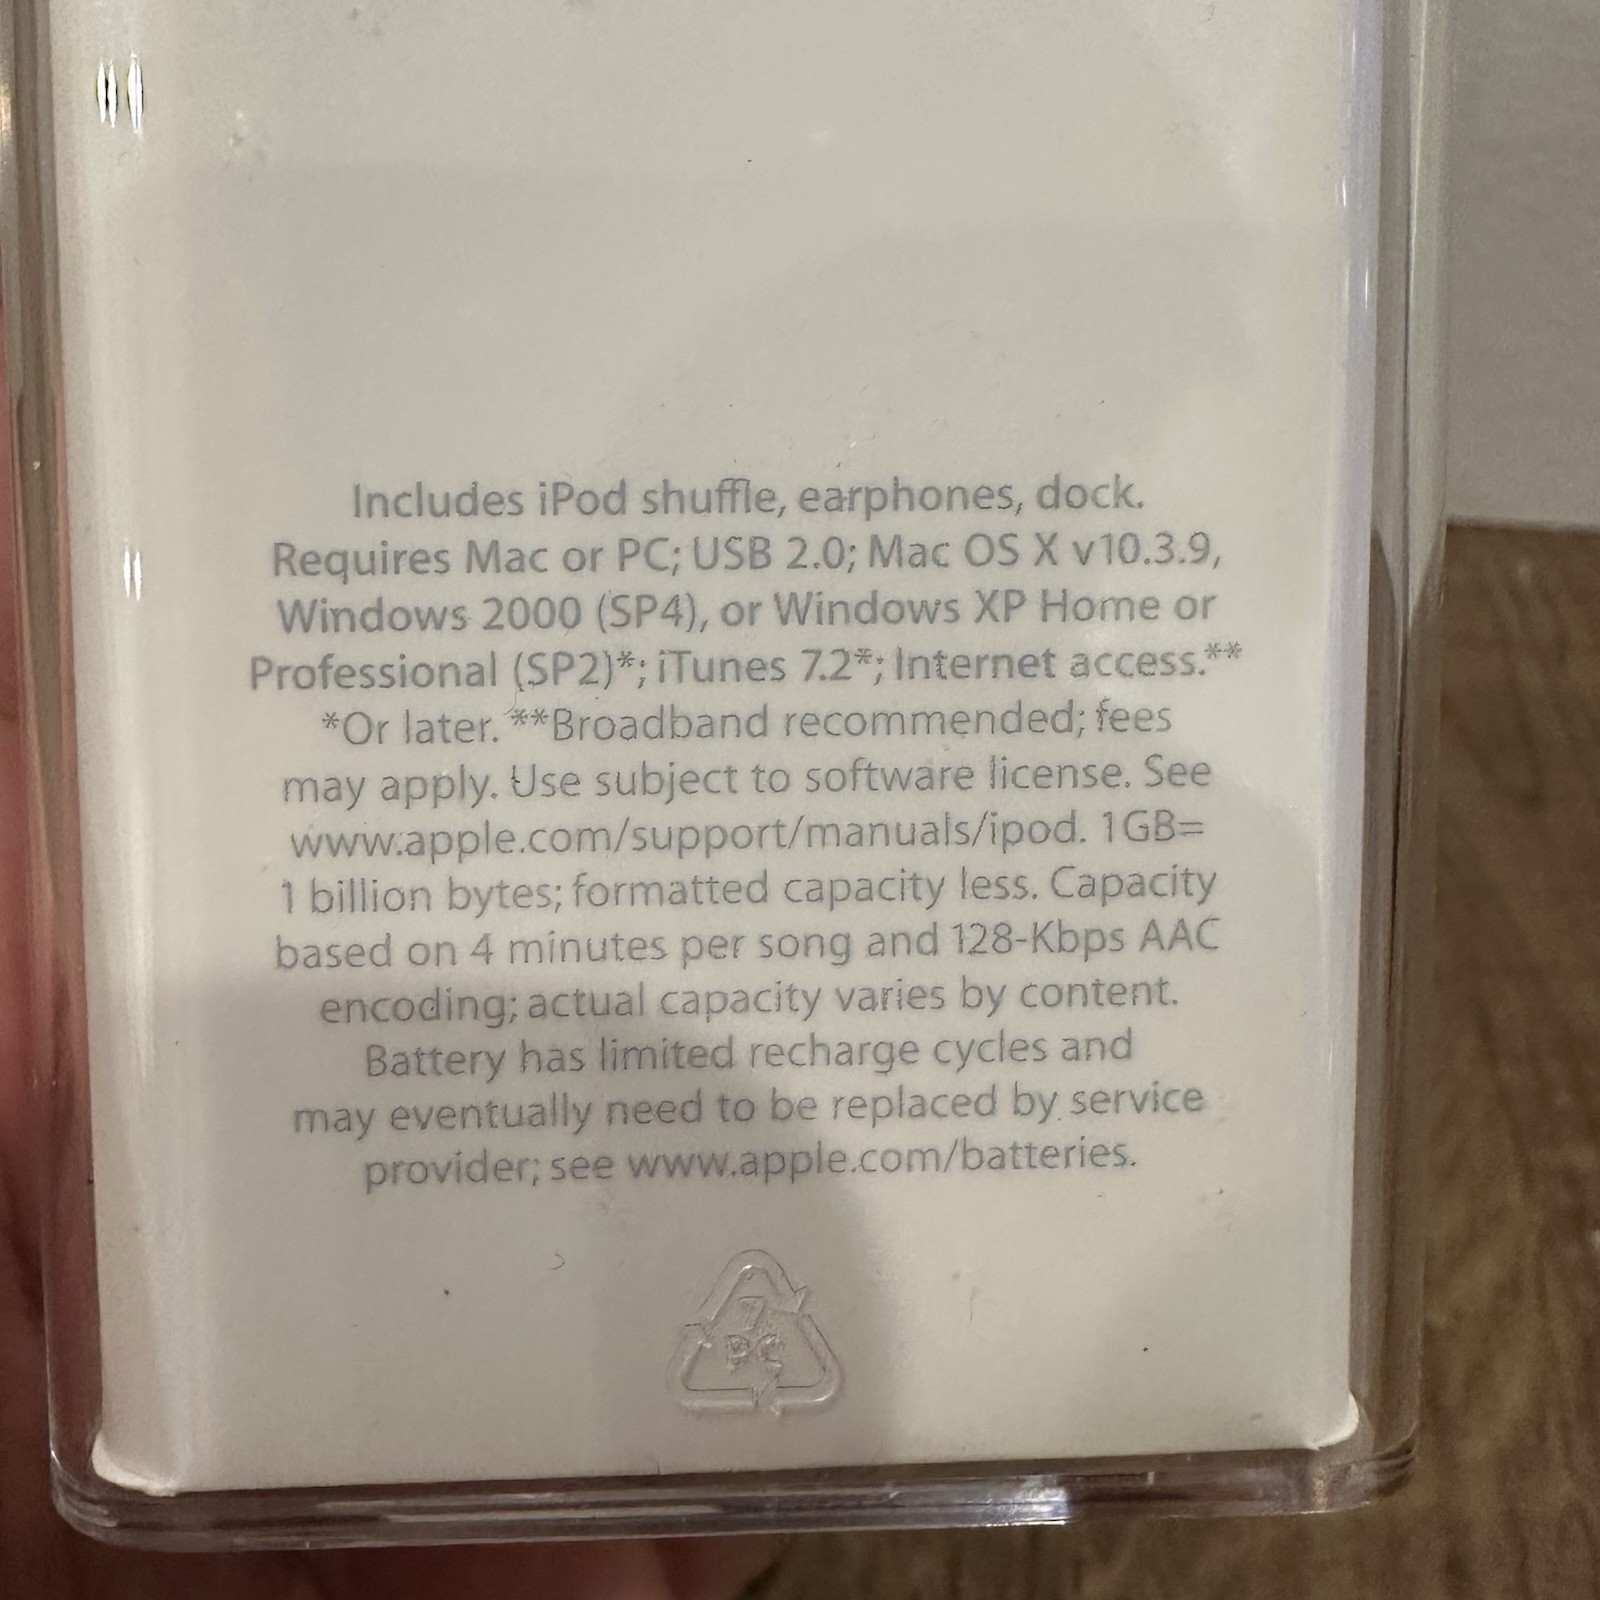 Includes iPod shuffle, earphones, dock.
Requires Mac or PC; USB 2.0; Mac OS X v10.3.9,
Windows 2000 (SP4), or Windows XP Home or
Professional (SP2)*; iTunes 7.2*; Internet access.**
*Or later. **Broadband recommended; fees
may apply. Use subject to software license. See
www.apple.com/support/manuals/ipod. 1GB=
1 billion bytes; formatted capacity less. Capacity
based on 4 minutes per song and 128-Kbps AAC
encoding; actual capacity varies by content.
Battery has limited recharge cycles and
may eventually need to be replaced by service
provider; see www.apple.com/batteries.